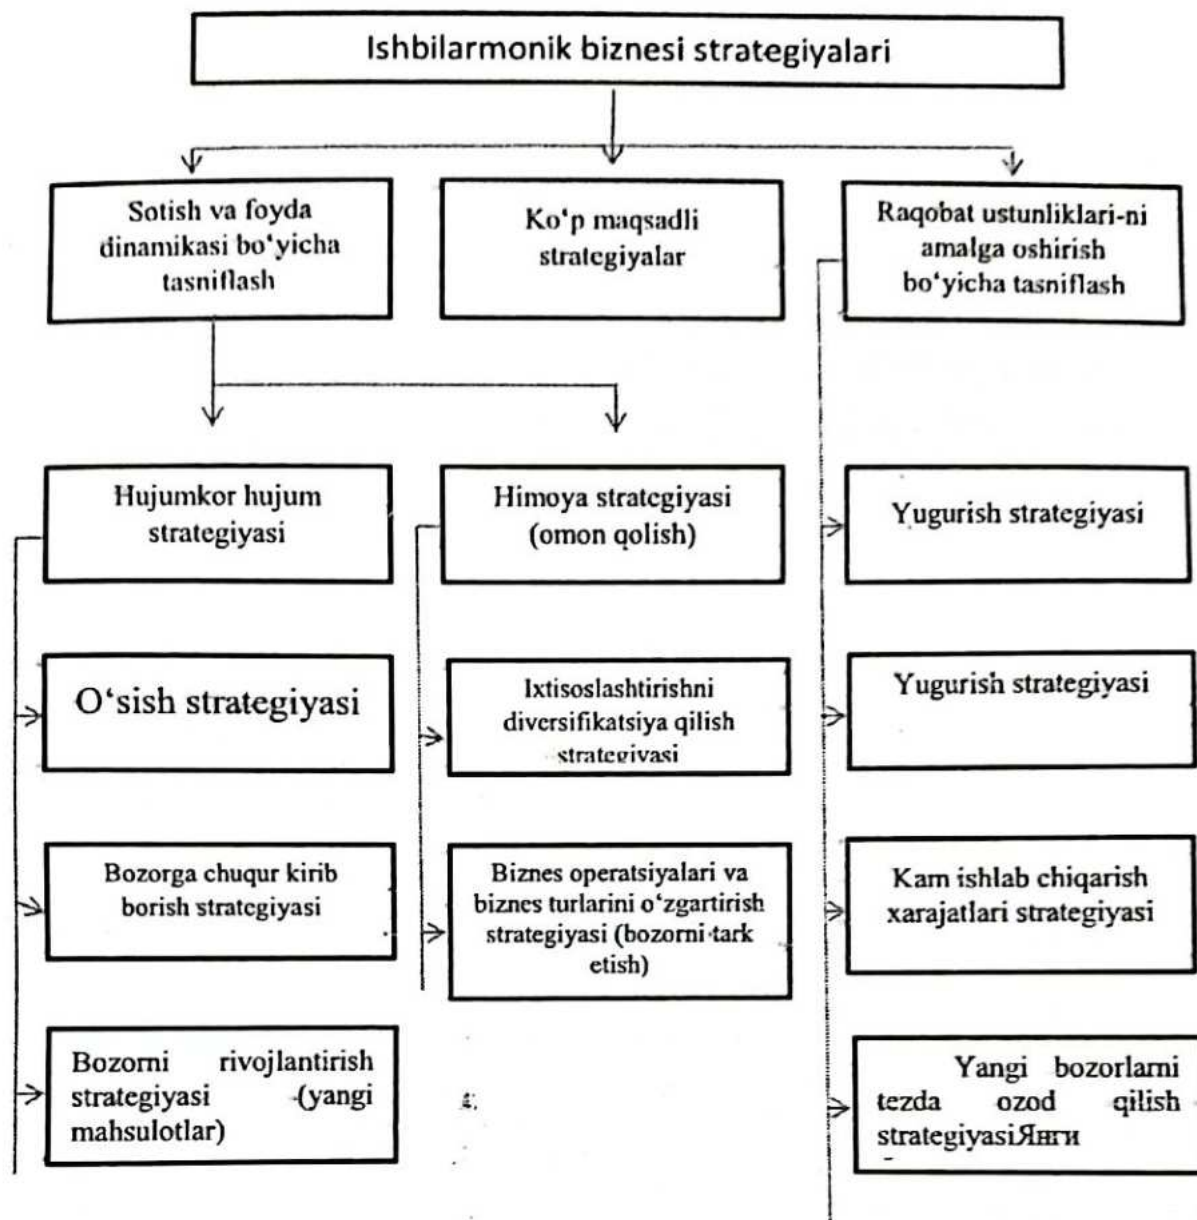 Ishbilarmonik biznesi strategiyalari
Sotish va foyda
dinamikasi bo‘yicha
tasniflash
Ko‘p maqsadli
strategiyalar
Raqobat ustunliklari-ni
amalga oshirish
bo‘yicha tasniflash
Hujumkor hujum
strategiyasi
Himoya strategiyasi
(omon qolish)
Yugurish strategiyasi
O‘sish strategiyasi
Ixtisoslashtirishni
diversifikatsiya qilish
strategiyasi
Yugurish strategiyasi
Bozorga chuqur kirib
borish strategiyasi
Biznes operatsiyalari va
biznes turlarini o‘zgartirish
strategiyasi (bozorni tark
etish)
Kam ishlab chiqarish
xarajatlari strategiyasi
Bozorni rivojlantirish
strategiyasi (yangi
mahsulotlar)
Yangi bozorlarni
tezda ozod qilish
strategiyasiЯнги